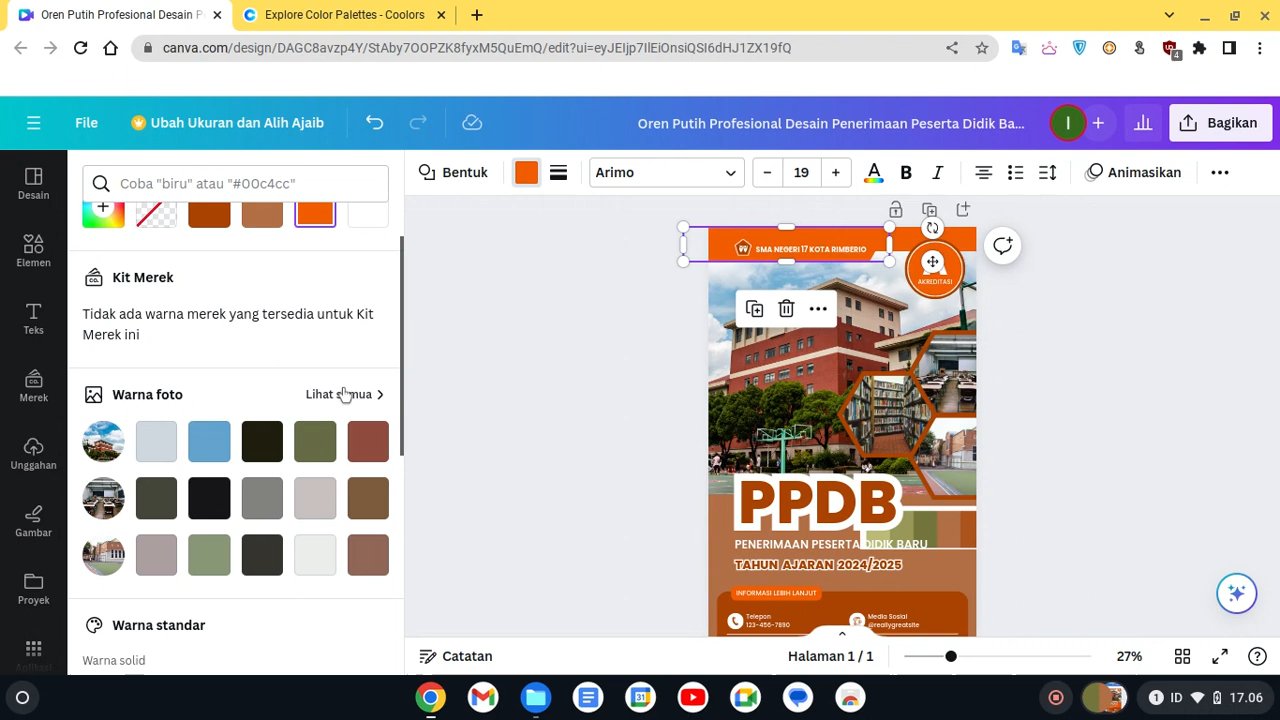 Oren Putih Profesional Desain P
Explore Color Palettes - Coolors
canva.com/design/DAGC8avzp4Y/StAby7OOPZK8fyxM5QuEmQ/edit?ui=eyJEIjp7IlEiOnsiQSI6dHJ1ZX19fQ
4
File
Ubah Ukuran dan Alih Ajaib
Oren Putih Profesional Desain Penerimaan Peserta Didik Ba...
I
Bagikan
Desain
Elemen
Teks
Merek
Unggahan
Gambar
Proyek
Aplikasi
Coba "biru" atau "#00c4cc"
Bentuk
Arimo
19
A
B
I
Animasikan
Kit Merek
Tidak ada warna merek yang tersedia untuk Kit
Merek ini
Warna foto
Lihat semua
Warna standar
Warna solid
SMA NEGERI 17 KOTA RIMBERIO
A
AKREDITASI
PPDB
PENERIMAAN PESERTA DIDIK BARU
TAHUN AJARAN 2024/2025
INFORMASI LEBIH LANJUT
Telepon
123-456-7890
Media Sosial
@reallygreatsite
Catatan
Halaman 1 / 1
27%
1 ID
17.06